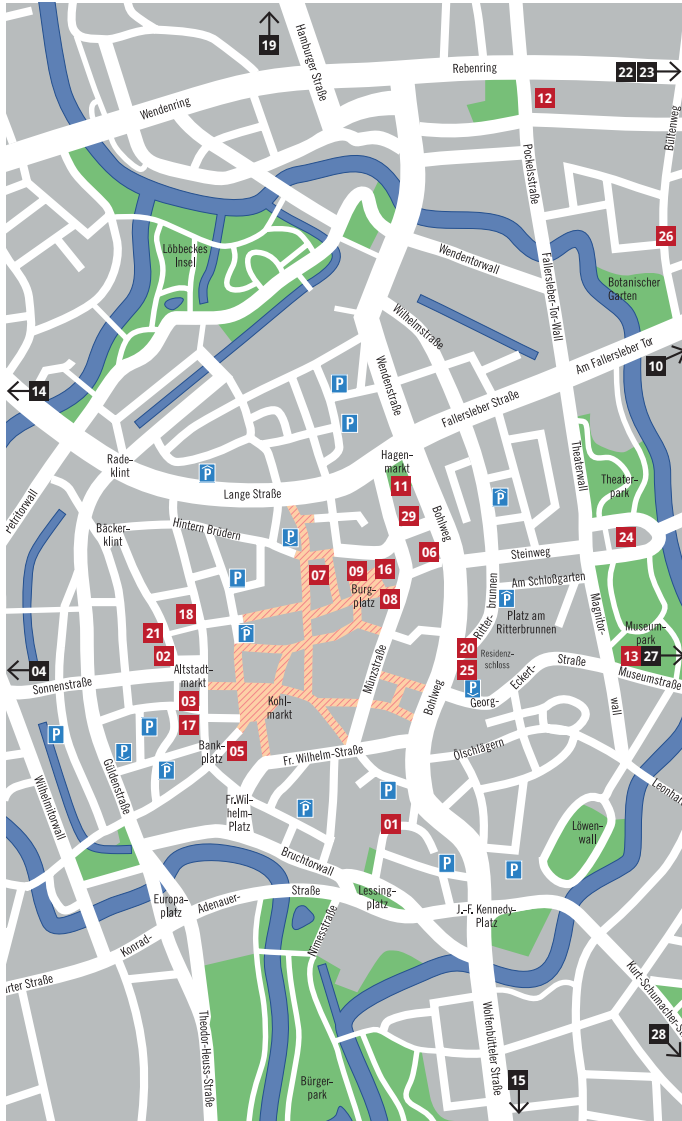 19
Hamburger Straße
Rebenring
22 23
12
Wendenring
Bültenweg
Pockelsstraße
26
Löbbeckes
Insel
Wendentorwall
Fallersleber-Tor-Wall
Botanischer
Garten
Wilhelmstraße
Am Fallersleber Tor
10
14
P
Wendenstraße
Fallersleber Straße
P
Hagen-
markt
Theaterwall
Rade-
klint
P
Lange Straße
11
P
Theater-
park
Petritorwall
Bäcker-
klint
Hintern Brüdern
P
29
Bohlweg
24
06
Steinweg
07
09
16
P
Burg-
platz
08
Am Schloßgarten
Ritter-
brunnen
P
Platz am
Ritterbrunnen
Magnitor-
wall
18
21
P
02
20
Residenz-
schloss
25
Museum-
park
13 27
04
Altstadt-
markt
Münzstraße
Sonnenstraße
P
Georg-
Eckert-
Straße
Museumstraße
03
Kohl-
markt
Bohlweg
17
P
P
P
P
Bank-
platz
05
Fr. Wilhelm-Straße
Ölschlägern
Güldenstraße
Wilhelmitorwall
Leonhar
Fr.Wil-
helm-
Platz
P
P
01
Löwen-
wall
Bruchtorwall
P
P
Europa-
platz
Konrad-
Adenauer-
Straße
Lessing-
platz
J.-F. Kennedy-
Platz
Nimesstraße
rter Straße
Kurt-Schumacher-S
Theodor-Heuss-Straße
Wolfenbütteler Straße
28
15
Bürger-
park